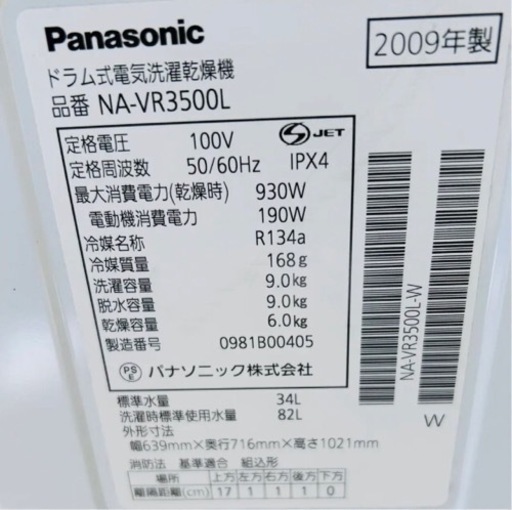 Panasonic
2009年製
ドラム式電気洗濯乾燥機
品番 NA-VR3500L
定格電圧 100V
S JET
定格周波数 50/60Hz IPX4
最大消費電力(乾燥時) 930W
電動機消費電力 190W
冷媒名称 R134a
冷媒質量 168g
洗濯容量 9.0kg
脱水容量 9.0kg
乾燥容量 6.0kg
製造番号 0981B00405
PS E パナソニック株式会社
標準水量 34L
洗濯時標準使用水量 82L
外形寸法
幅639mm×奥行716mm×高さ1021mm
消防法 基準適合 組込形
場所 上方 左方 右方 後方 下方
離隔距離(cm) 17 1 1 1 0
NA-VR3500L-W
W